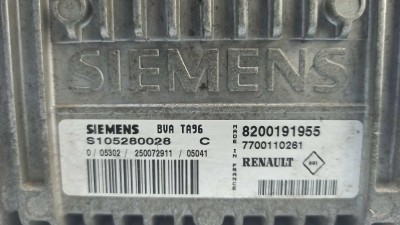 SIEMENS
SIEMENS BVA TA96
S105280028 C
0 / 05302 / 250072911 / 05041
MADE IN FRANCE
8200191955
7700110261
RENAULT